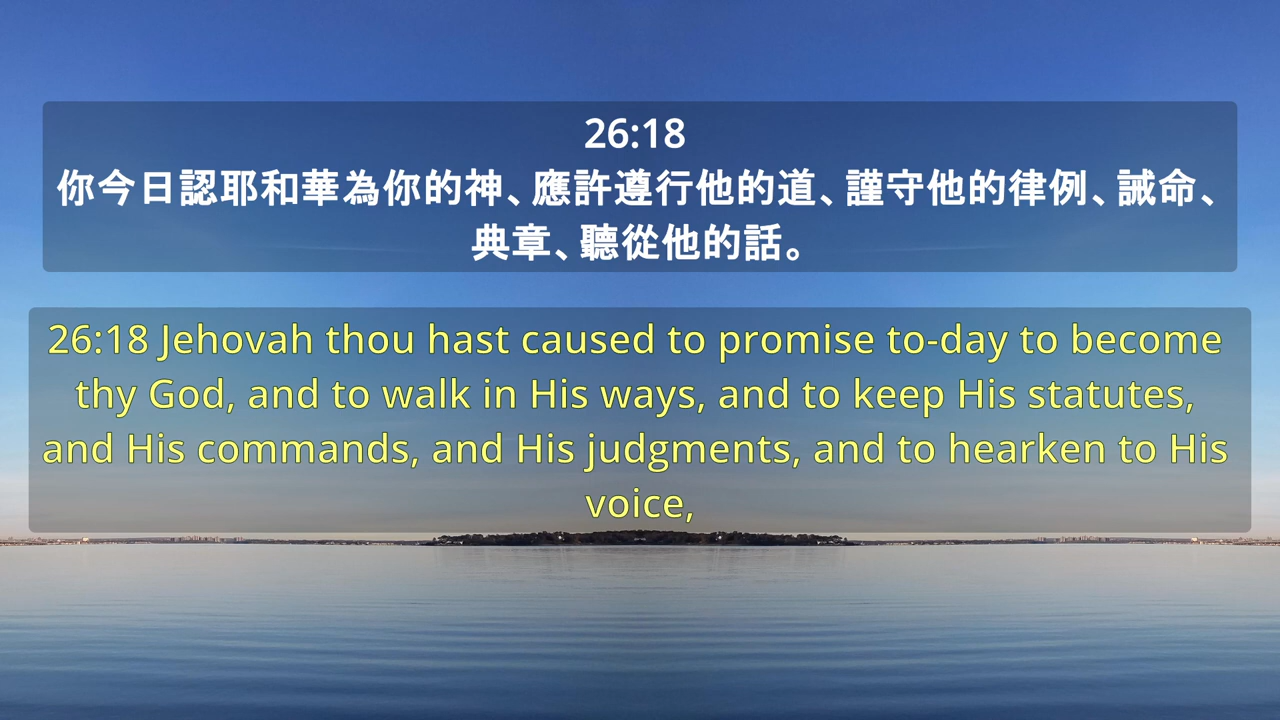 26:18
你今日認耶和華為你的神、應許遵行他的道、謹守他的律例、誡命、
典章、聽從他的話。
26:18 Jehovah thou hast caused to promise to-day to become
thy God, and to walk in His ways, and to keep His statutes,
and His commands, and His judgments, and to hearken to His
voice,